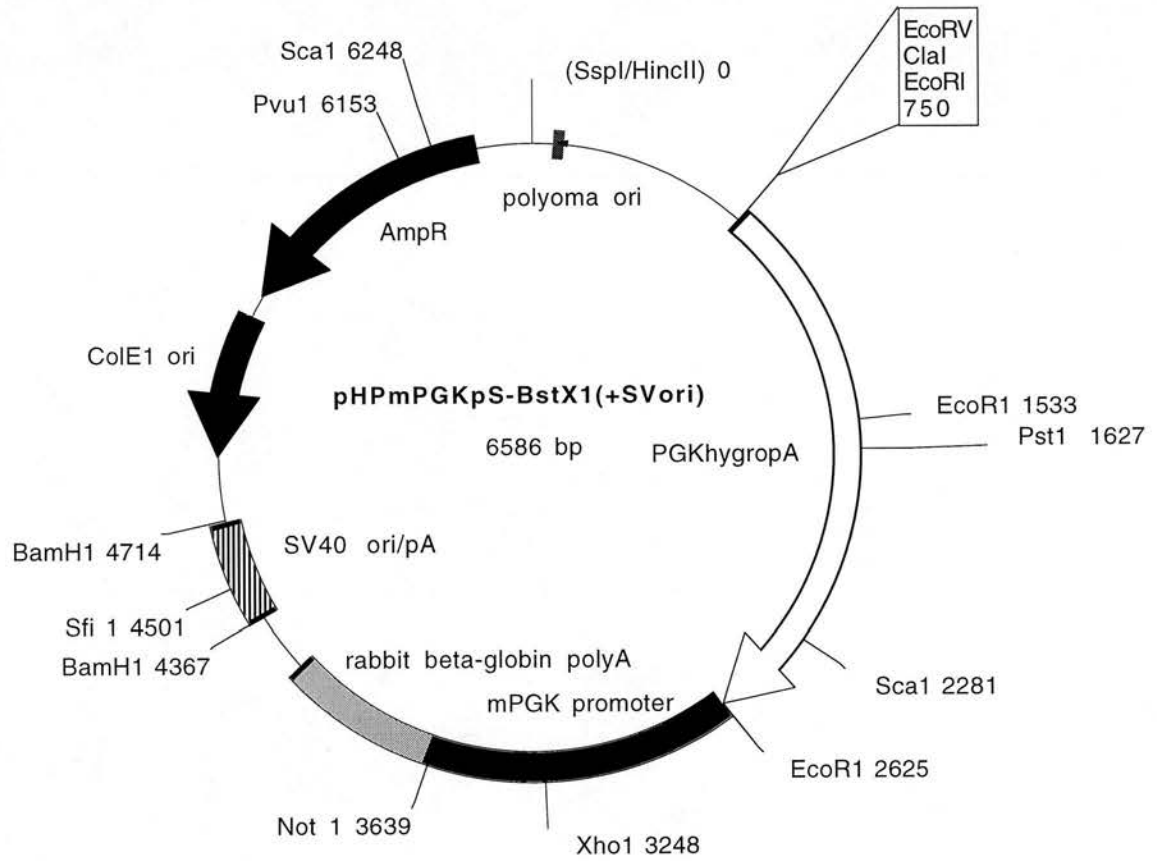 Sca1 6248
(SspI/HincII) 0
EcoRV
ClaI
EcoRI
750
Pvu1 6153
polyoma ori
AmpR
ColE1 ori
pHPmPGKpS-BstX1(+SVori)
6586 bp
EcoR1 1533
Pst1 1627
PGKhygropA
BamH1 4714
SV40 ori/pA
Sfi 1 4501
BamH1 4367
rabbit beta-globin polyA
mPGK promoter
Sca1 2281
EcoR1 2625
Not 1 3639
Xho1 3248